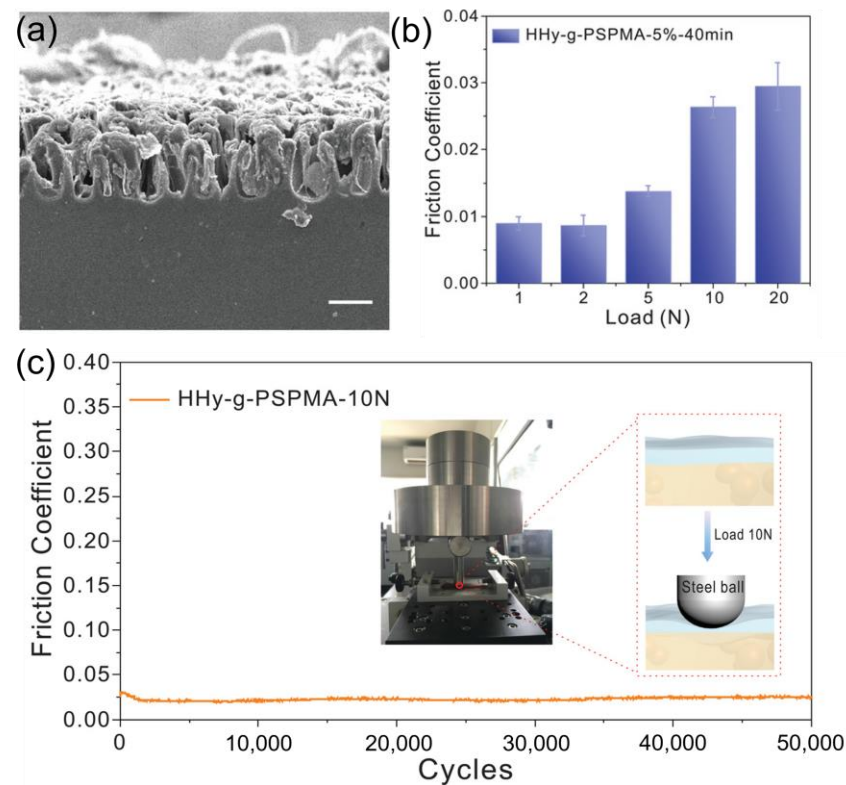 (a)
(b)
HHy-g-PSPMA-5%-40min
Friction Coefficient
0.04
0.03
0.02
0.01
0.00
1 2 5 10 20
Load (N)
(c)
HHy-g-PSPMA-10N
Friction Coefficient
0.40
0.35
0.30
0.25
0.20
0.15
0.10
0.05
0.00
Load 10N
Steel ball
0 10,000 20,000 30,000 40,000 50,000
Cycles